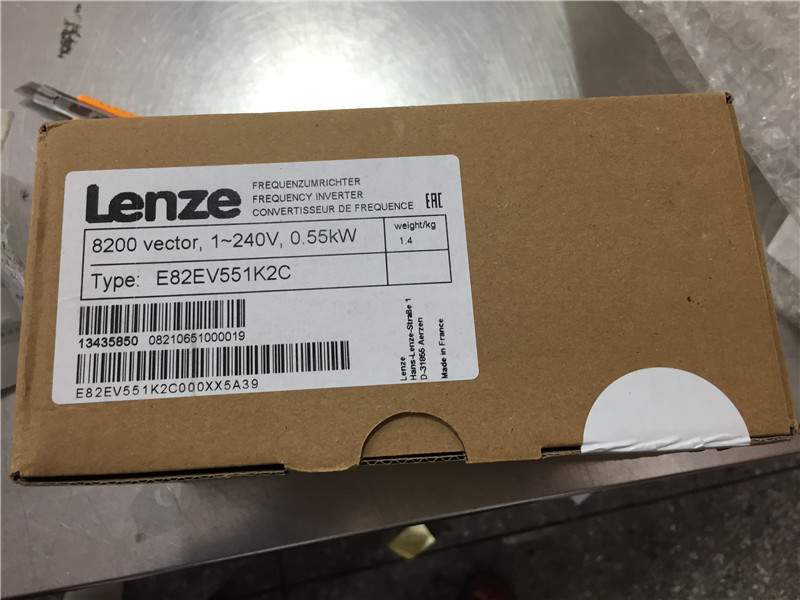 Lenze
FREQUENZUMRICHTER
FREQUENCY INVERTER
CONVERTISSEUR DE FREQUENCE
EAC
8200 vector, 1~240V, 0.55kW
weight/kg
1.4
Type: E82EV551K2C
13435850 08210651000019
E82EV551K2C000XX5A39
Lenze
Hans-Lenze-Straße 1
D-31855 Aerzen
Made in France